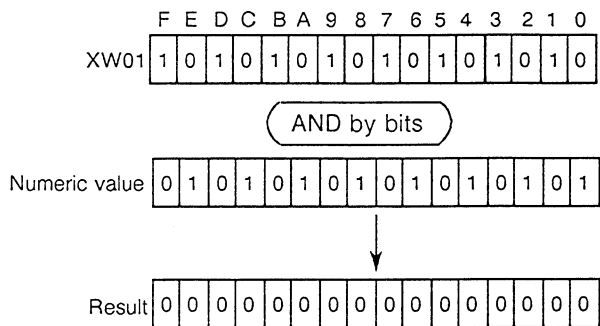 F E D C B A 9 8 7 6 5 4 3 2 1 0
XW01 1 0 1 0 1 0 1 0 1 0 1 0 1 0 1 0
AND by bits
Numeric value 0 1 0 1 0 1 0 1 0 1 0 1 0 1 0 1
Result 0 0 0 0 0 0 0 0 0 0 0 0 0 0 0 0